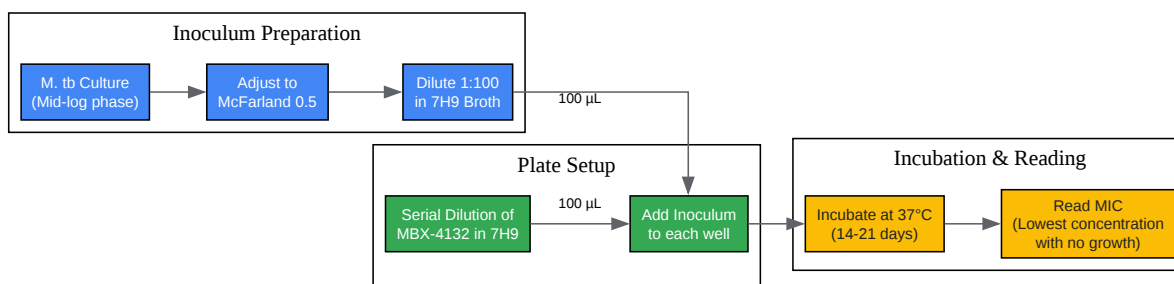 Inoculum Preparation
M. tb Culture
(Mid-log phase)
Adjust to
McFarland 0.5
Dilute 1:100
in 7H9 Broth
100 µL
Plate Setup
Serial Dilution of
MBX-4132 in 7H9
100 µL
Add Inoculum
to each well
Incubation & Reading
Incubate at 37°C
(14-21 days)
Read MIC
(Lowest concentration
with no growth)